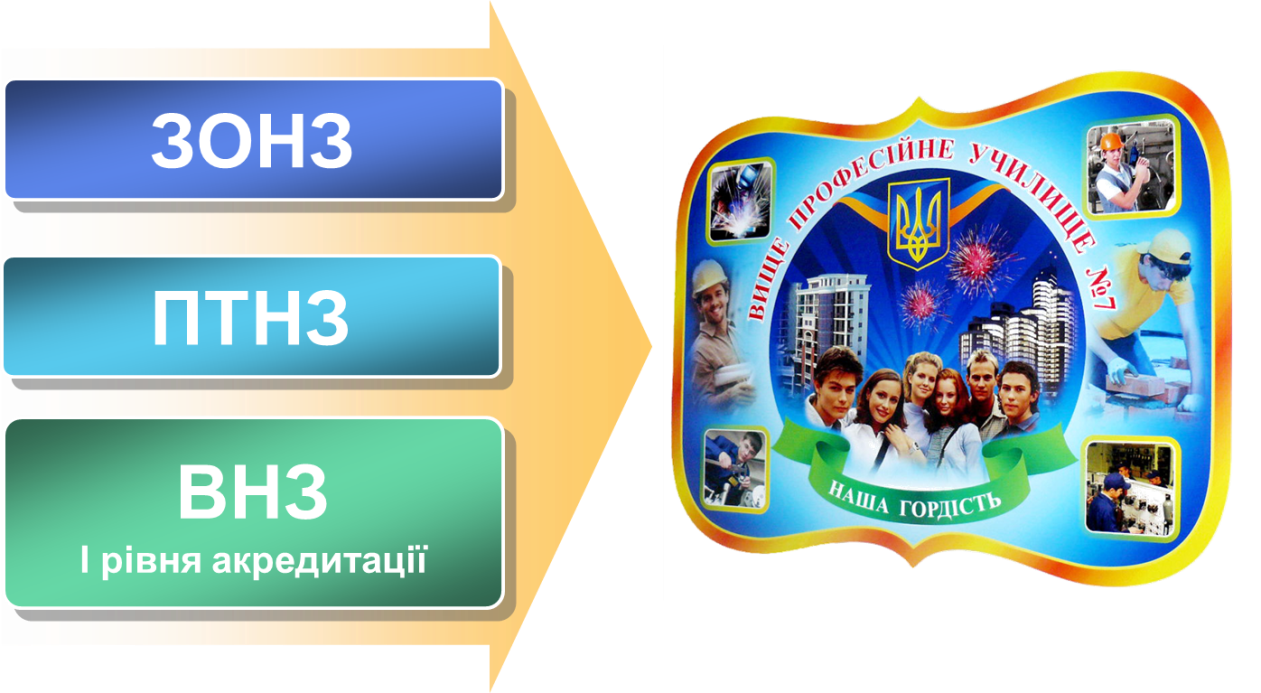 ЗОНЗ
ПТНЗ
ВНЗ
І рівня акредитації
ВИЩЕ ПРОФЕСІЙНЕ УЧИЛИЩЕ №7
НАША ГОРДІСТЬ